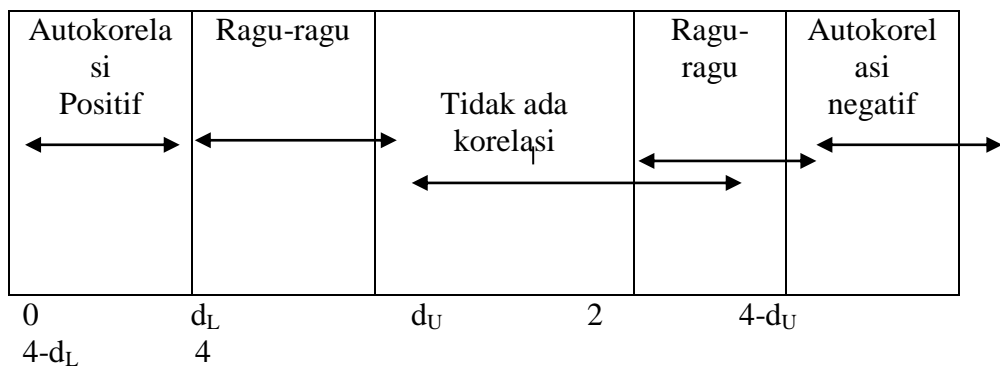 Autokorela
si
Positif
Ragu-ragu
Tidak ada
korelasi
Ragu-
ragu
Autokorel
asi
negatif
0 dL dU 2 4-dU
4-dL 4